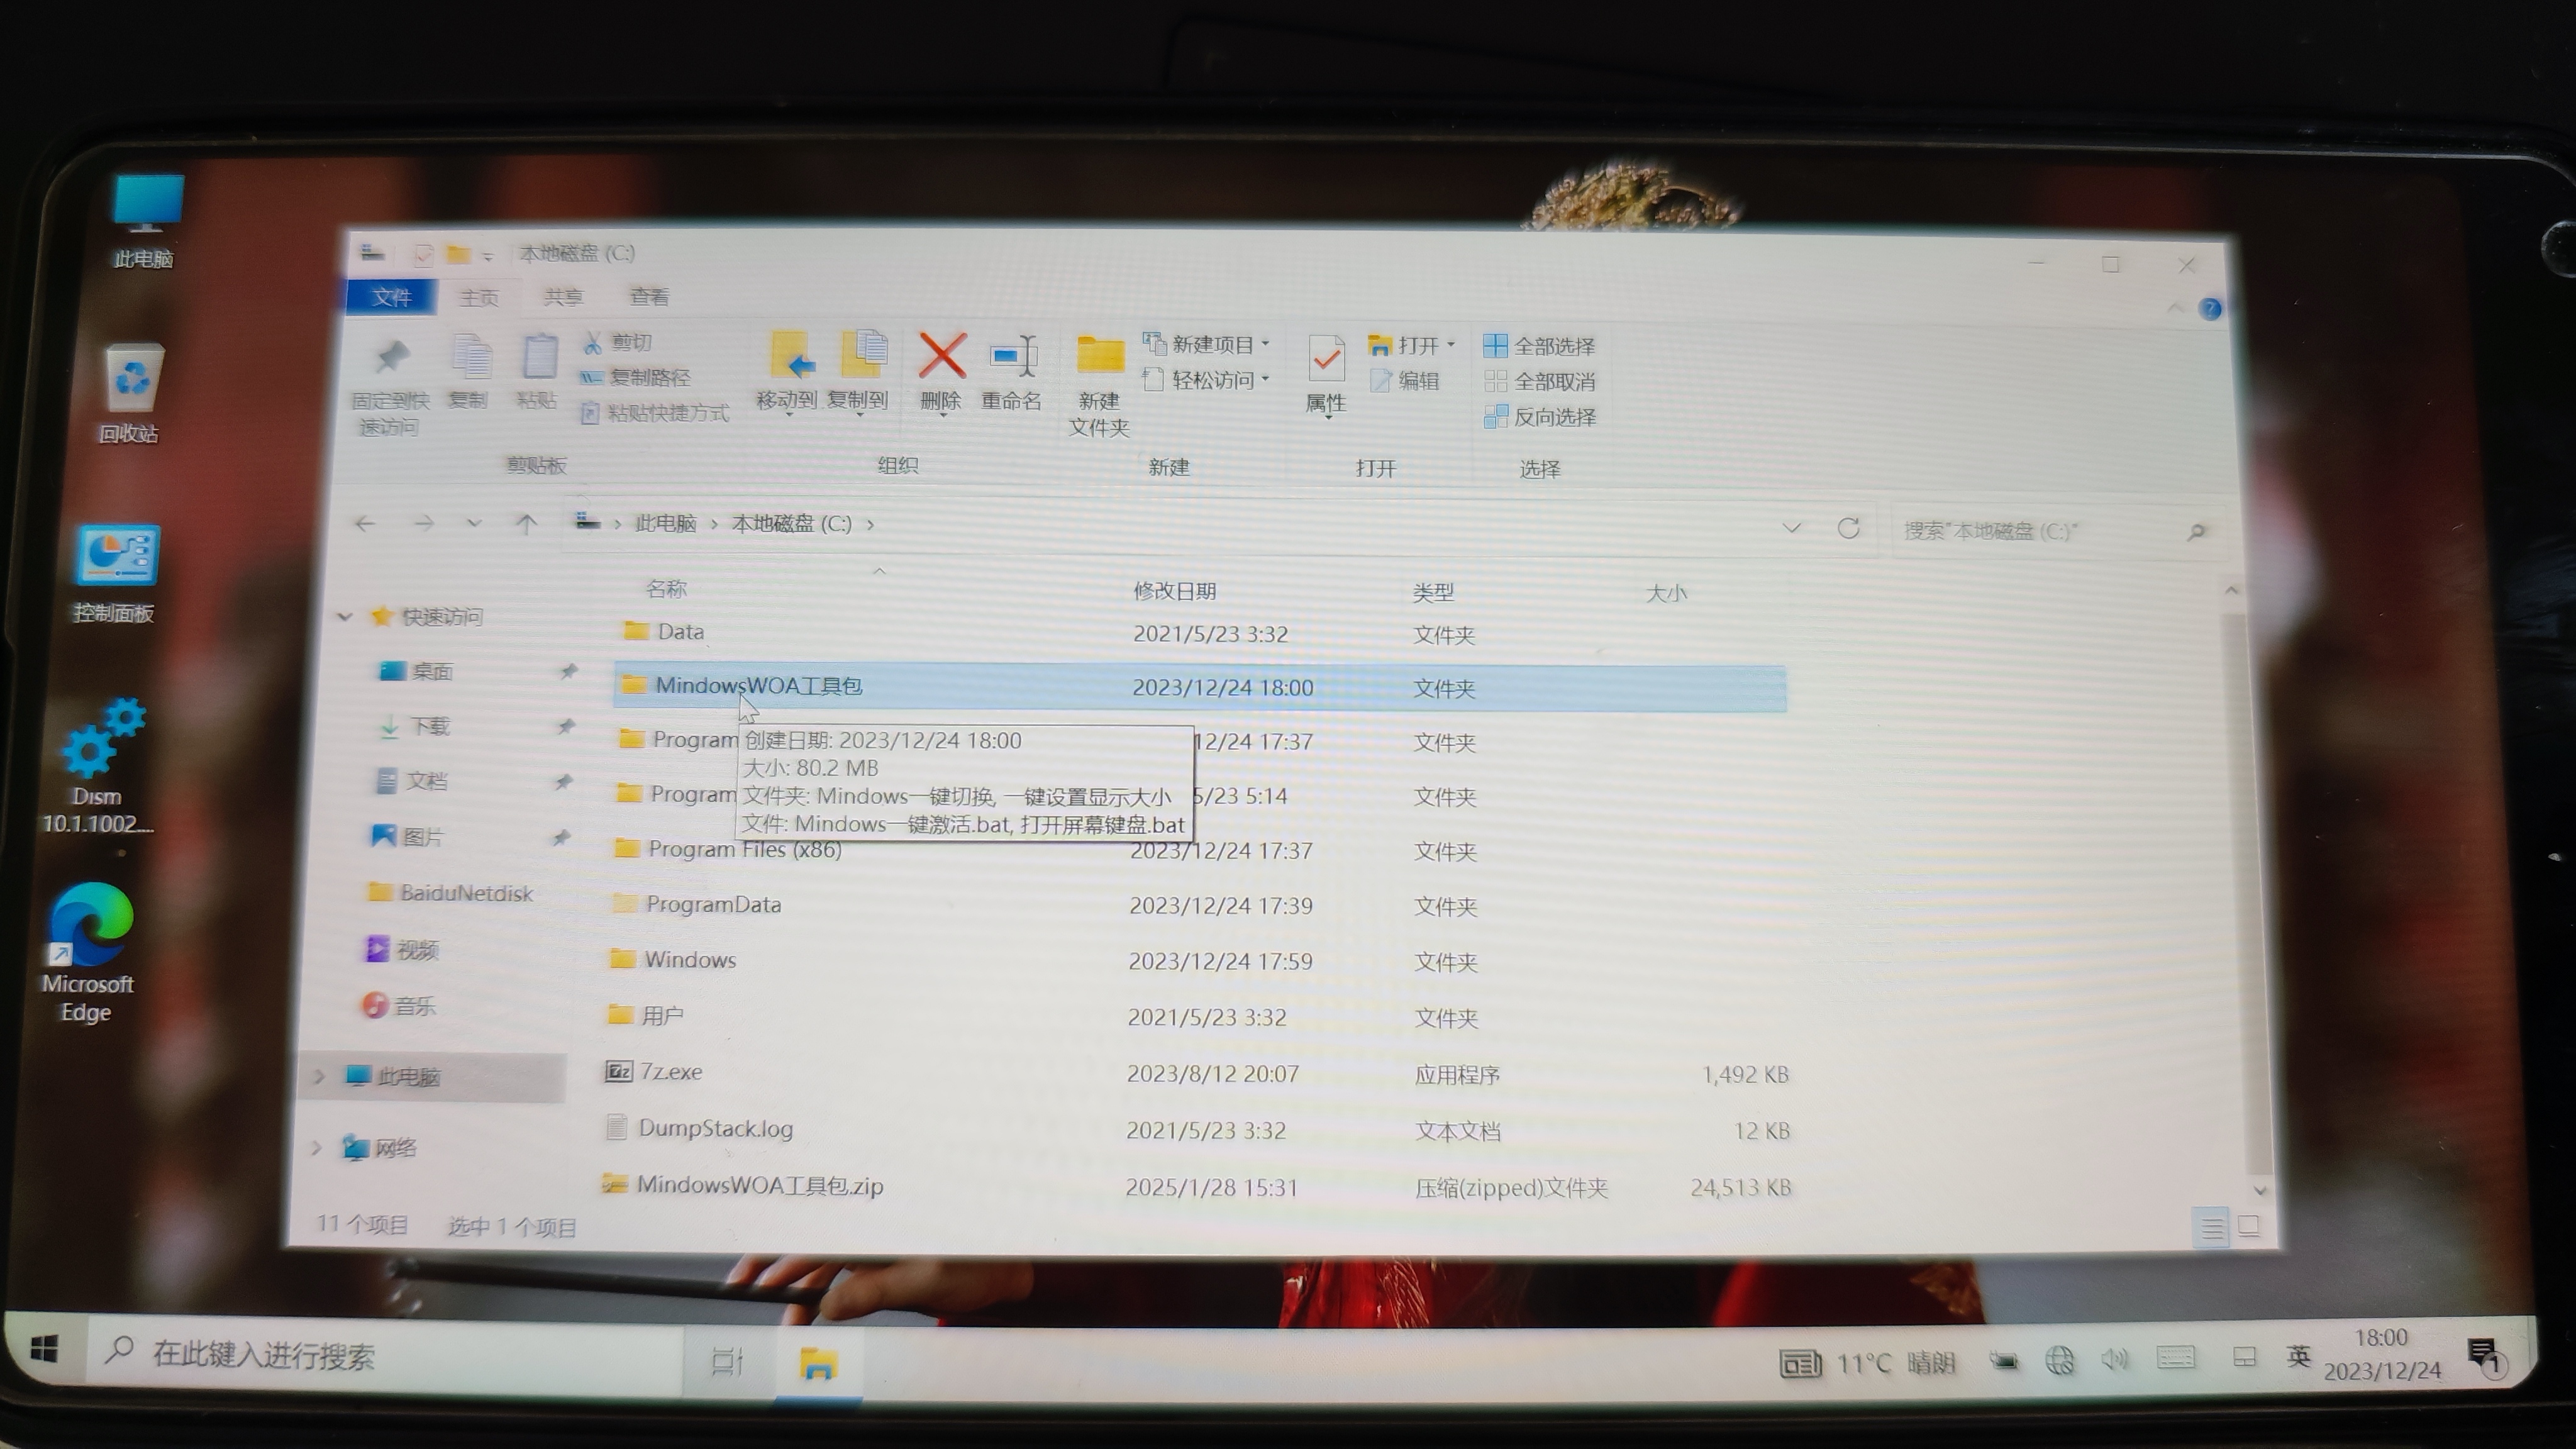 此电脑
回收站
控制面板
Dism
10.1.1002....
Microsoft
Edge
本地磁盘 (C:)
文件
主页
共享
查看
固定到快
速访问
复制
粘贴
剪切
复制路径
粘贴快捷方式
移动到
复制到
删除
重命名
新建
文件夹
新建项目
轻松访问
属性
打开
编辑
全部选择
全部取消
反向选择
剪贴板
组织
新建
打开
选择
此电脑 › 本地磁盘 (C:) ›
搜索"本地磁盘 (C:)"
快速访问
桌面
下载
文档
图片
BaiduNetdisk
视频
音乐
此电脑
网络
名称 修改日期 类型 大小
Data 2021/5/23 3:32 文件夹
MindowsWOA工具包 2023/12/24 18:00 文件夹
Program 12/24 17:37 文件夹
Program 5/23 5:14 文件夹
创建日期: 2023/12/24 18:00
大小: 80.2 MB
文件夹: Mindows一键切换, 一键设置显示大小
文件: Mindows一键激活.bat, 打开屏幕键盘.bat
Program Files (x86) 2023/12/24 17:37 文件夹
ProgramData 2023/12/24 17:39 文件夹
Windows 2023/12/24 17:59 文件夹
用户 2021/5/23 3:32 文件夹
7z.exe 2023/8/12 20:07 应用程序 1,492 KB
DumpStack.log 2021/5/23 3:32 文本文档 12 KB
MindowsWOA工具包.zip 2025/1/28 15:31 压缩(zipped)文件夹 24,513 KB
11 个项目 选中 1 个项目
在此键入进行搜索
11°C 晴朗
英
18:00
2023/12/24
1